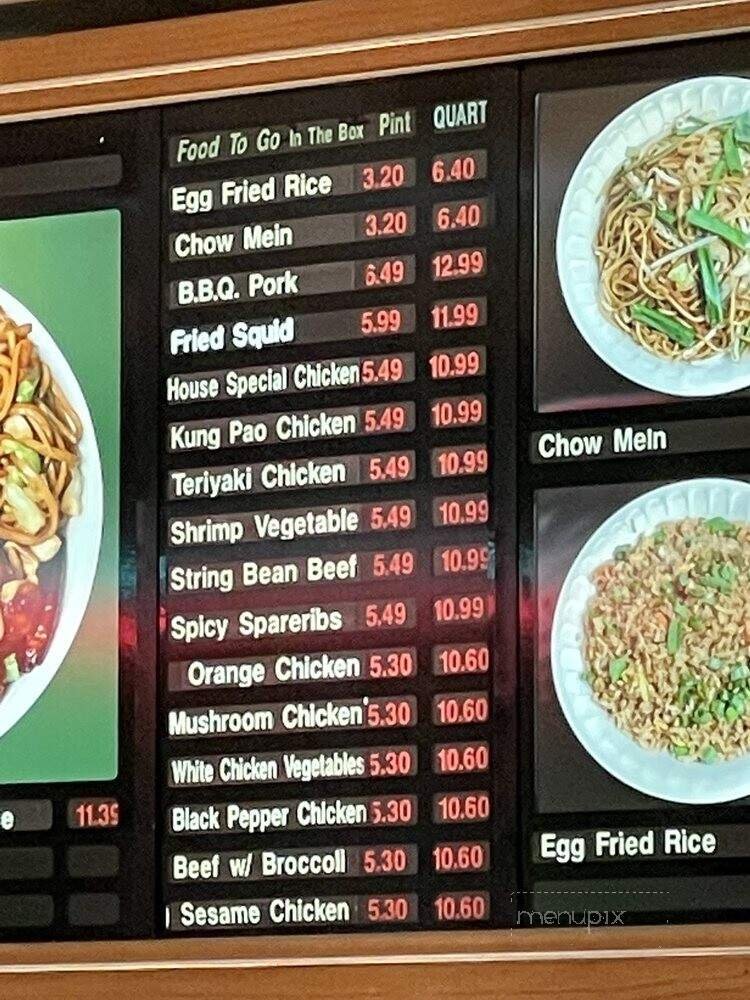 Food To Go In The Box Pint QUART
Egg Fried Rice 3.20 6.40
Chow Mein 3.20 6.40
B.B.Q. Pork 6.49 12.99
Fried Squid 5.99 11.99
House Special Chicken 5.49 10.99
Kung Pao Chicken 5.49 10.99
Teriyaki Chicken 5.49 10.99
Shrimp Vegetable 5.49 10.99
String Bean Beef 5.49 10.99
Spicy Spareribs 5.49 10.99
Orange Chicken 5.30 10.60
Mushroom Chicken 5.30 10.60
White Chicken Vegetables 5.30 10.60
Black Pepper Chicken 5.30 10.60
Beef w/ Broccoli 5.30 10.60
Sesame Chicken 5.30 10.60
e 11.39
Chow Mein
Egg Fried Rice
menupix